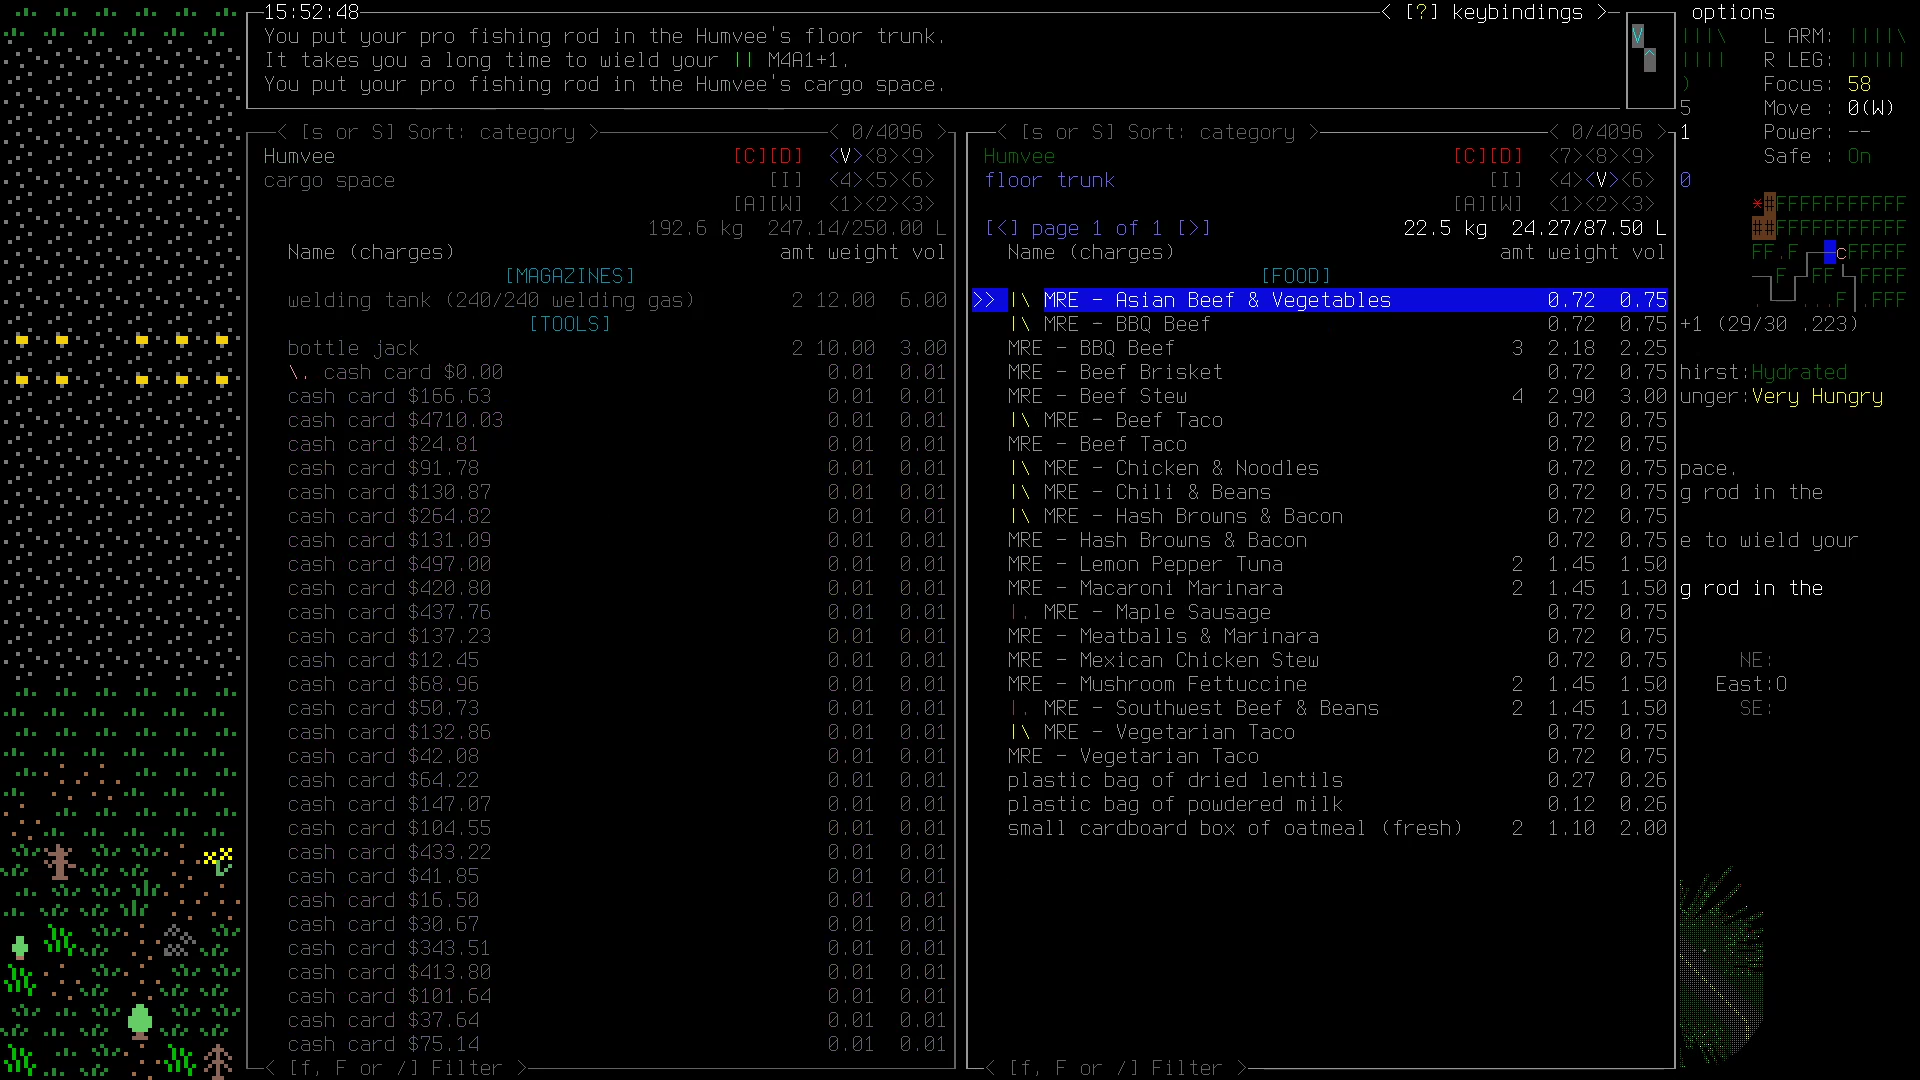 15:52:48 < [?] keybindings > options
You put your pro fishing rod in the Humvee's floor trunk.
It takes you a long time to wield your || M4A1+1.
You put your pro fishing rod in the Humvee's cargo space.
V
^
|||\ L ARM: ||||\
|||| R LEG: |||||
) Focus: 58
5 Move : 0(W)
1 Power: --
Safe : On
0
< [s or S] Sort: category > < 0/4096 >
Humvee [C][D] <V><8><9>
cargo space [I] <4><5><6>
[A][W] <1><2><3>
192.6 kg 247.14/250.00 L
Name (charges) amt weight vol
[MAGAZINES]
welding tank (240/240 welding gas) 2 12.00 6.00
[TOOLS]
bottle jack 2 10.00 3.00
\. cash card $0.00 0.01 0.01
cash card $166.63 0.01 0.01
cash card $4710.03 0.01 0.01
cash card $24.81 0.01 0.01
cash card $91.78 0.01 0.01
cash card $130.87 0.01 0.01
cash card $264.82 0.01 0.01
cash card $131.09 0.01 0.01
cash card $497.00 0.01 0.01
cash card $420.80 0.01 0.01
cash card $437.76 0.01 0.01
cash card $137.23 0.01 0.01
cash card $12.45 0.01 0.01
cash card $68.96 0.01 0.01
cash card $50.73 0.01 0.01
cash card $132.86 0.01 0.01
cash card $42.08 0.01 0.01
cash card $64.22 0.01 0.01
cash card $147.07 0.01 0.01
cash card $104.55 0.01 0.01
cash card $433.22 0.01 0.01
cash card $41.85 0.01 0.01
cash card $16.50 0.01 0.01
cash card $30.67 0.01 0.01
cash card $343.51 0.01 0.01
cash card $413.80 0.01 0.01
cash card $101.64 0.01 0.01
cash card $37.64 0.01 0.01
cash card $75.14 0.01 0.01
< [f, F or /] Filter >
< [s or S] Sort: category > < 0/4096 >
Humvee [C][D] <7><8><9>
floor trunk [I] <4><V><6>
[A][W] <1><2><3>
[<] page 1 of 1 [>] 22.5 kg 24.27/87.50 L
Name (charges) amt weight vol
[FOOD]
>> |\ MRE - Asian Beef & Vegetables 0.72 0.75
|\ MRE - BBQ Beef 0.72 0.75
MRE - BBQ Beef 3 2.18 2.25
MRE - Beef Brisket 0.72 0.75
MRE - Beef Stew 4 2.90 3.00
|\ MRE - Beef Taco 0.72 0.75
MRE - Beef Taco 0.72 0.75
|\ MRE - Chicken & Noodles 0.72 0.75
|\ MRE - Chili & Beans 0.72 0.75
|\ MRE - Hash Browns & Bacon 0.72 0.75
MRE - Hash Browns & Bacon 0.72 0.75
MRE - Lemon Pepper Tuna 2 1.45 1.50
MRE - Macaroni Marinara 2 1.45 1.50
|. MRE - Maple Sausage 0.72 0.75
MRE - Meatballs & Marinara 0.72 0.75
MRE - Mexican Chicken Stew 0.72 0.75
MRE - Mushroom Fettuccine 2 1.45 1.50
|. MRE - Southwest Beef & Beans 2 1.45 1.50
|\ MRE - Vegetarian Taco 0.72 0.75
MRE - Vegetarian Taco 0.72 0.75
plastic bag of dried lentils 0.27 0.26
plastic bag of powdered milk 0.12 0.26
small cardboard box of oatmeal (fresh) 2 1.10 2.00
< [f, F or /] Filter >
*#FFFFFFFFFFF
##FFFFFFFFFFF
FF.F cFFFFF
F FF FFFF
. ...F .FFF
+1 (29/30 .223)
hirst:Hydrated
unger:Very Hungry
pace.
g rod in the
e to wield your
g rod in the
NE:
East:O
SE: